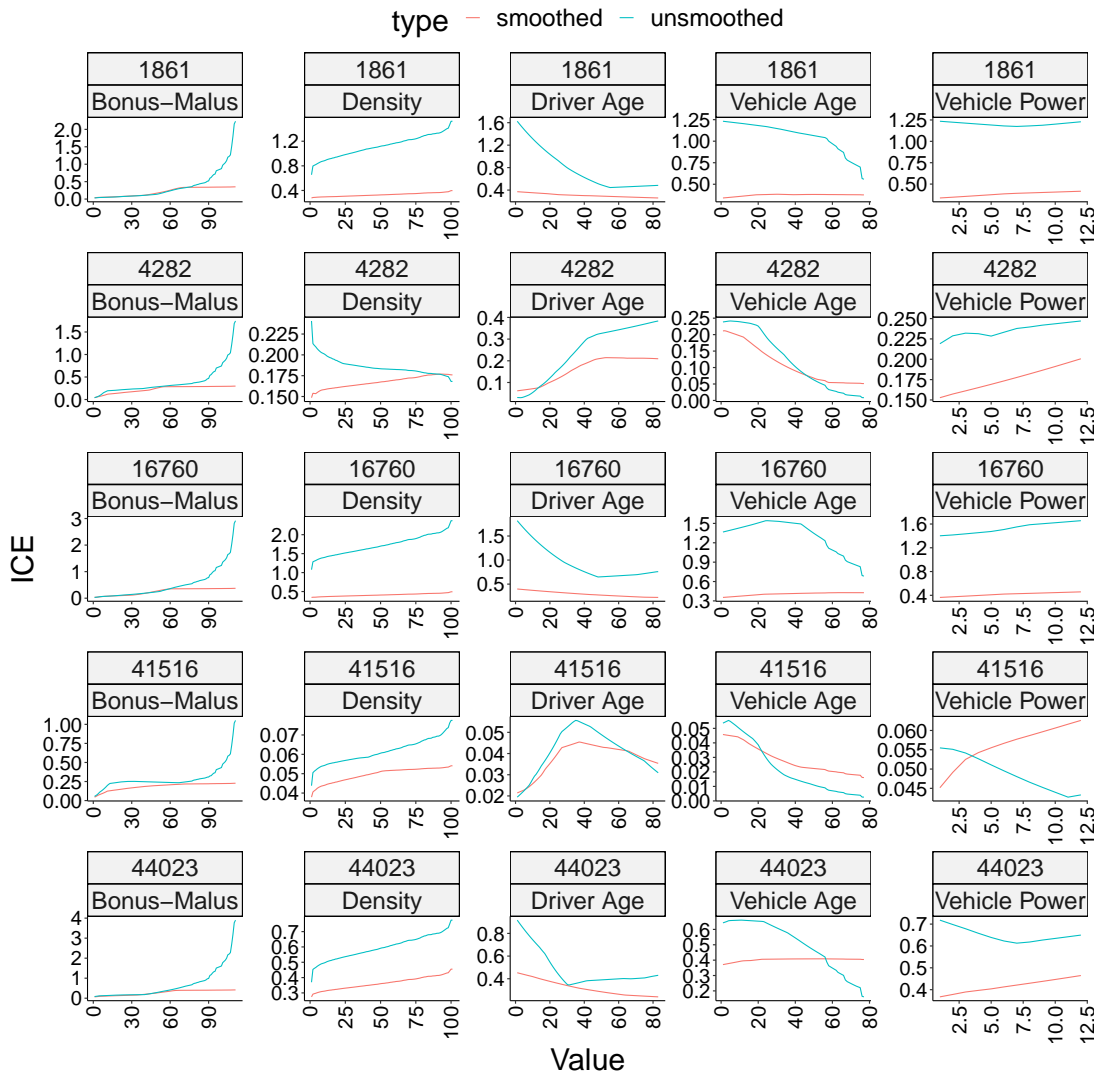 type smoothed unsmoothed
1861 1861 1861 1861 1861
Bonus−Malus Density Driver Age Vehicle Age Vehicle Power
2.0 1.5 1.0 0.5 0.0
1.2 0.8 0.4
1.6 1.2 0.8 0.4
1.25 1.00 0.75 0.50
1.25 1.00 0.75 0.50
0 30 60 90
0 25 50 75 100
0 20 40 60 80
0 20 40 60 80
2.5 5.0 7.5 10.0 12.5
4282 4282 4282 4282 4282
Bonus−Malus Density Driver Age Vehicle Age Vehicle Power
1.5 1.0 0.5 0.0
0.225 0.200 0.175 0.150
0.4 0.3 0.2 0.1
0.25 0.20 0.15 0.10 0.05 0.00
0.250 0.225 0.200 0.175 0.150
0 30 60 90
0 25 50 75 100
0 20 40 60 80
0 20 40 60 80
2.5 5.0 7.5 10.0 12.5
16760 16760 16760 16760 16760
Bonus−Malus Density Driver Age Vehicle Age Vehicle Power
3 2 1 0
2.0 1.5 1.0 0.5
1.5 1.0 0.5
1.5 1.2 0.9 0.6 0.3
1.6 1.2 0.8 0.4
0 30 60 90
0 25 50 75 100
0 20 40 60 80
0 20 40 60 80
2.5 5.0 7.5 10.0 12.5
ICE
41516 41516 41516 41516 41516
Bonus−Malus Density Driver Age Vehicle Age Vehicle Power
1.00 0.75 0.50 0.25 0.00
0.07 0.06 0.05 0.04
0.05 0.04 0.03 0.02
0.05 0.04 0.03 0.02 0.01 0.00
0.060 0.055 0.050 0.045
0 30 60 90
0 25 50 75 100
0 20 40 60 80
0 20 40 60 80
2.5 5.0 7.5 10.0 12.5
44023 44023 44023 44023 44023
Bonus−Malus Density Driver Age Vehicle Age Vehicle Power
4 3 2 1 0
0.7 0.6 0.5 0.4 0.3
0.8 0.6 0.4
0.6 0.5 0.4 0.3 0.2
0.7 0.6 0.5 0.4
0 30 60 90
0 25 50 75 100
0 20 40 60 80
0 20 40 60 80
2.5 5.0 7.5 10.0 12.5
Value